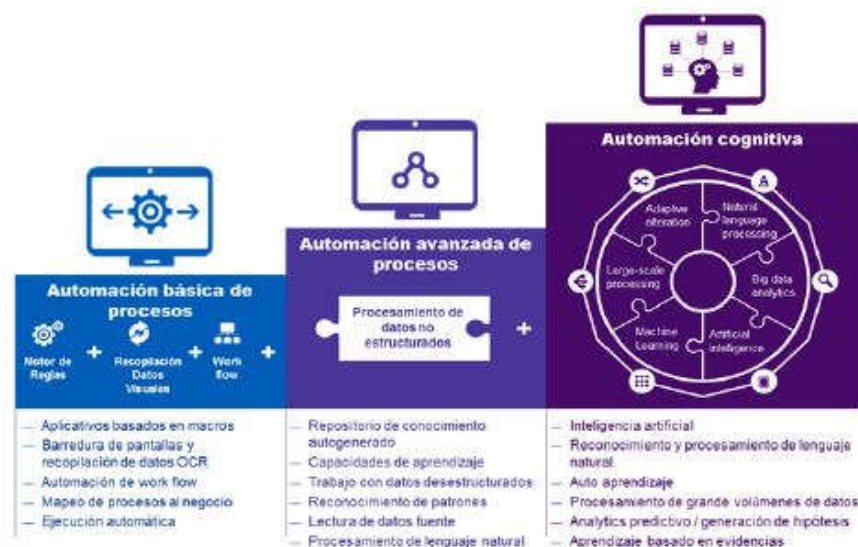 Automación cognitiva
Adaptive
alteration
Natural
language
processing
Large-scale
processing
Big data
analytics
Machine
Learning
Artificial
inteligence
Automación avanzada de
procesos
Procesamiento de
datos no
estructurados
+
Automación básica de
procesos
Motor de
Reglas
+
Recopilación
Datos
Visuales
+
Work
flow
+
— Aplicativos basados en macros
— Barredura de pantallas y
recopilación de datos OCR
— Automación de work flow
— Mapeo de procesos al negocio
— Ejecución automática
— Repositorio de conocimiento
autogenerado
— Capacidades de aprendizaje
— Trabajo con datos desestructurados
— Reconocimiento de patrones
— Lectura de datos fuente
— Procesamiento de lenguaje natural
— Inteligencia artificial
— Reconocimiento y procesamiento de lenguaje
natural
— Auto aprendizaje
— Procesamiento de grande volúmenes de datos
— Analytics predictivo / generación de hipótesis
— Aprendizaje basado en evidencias